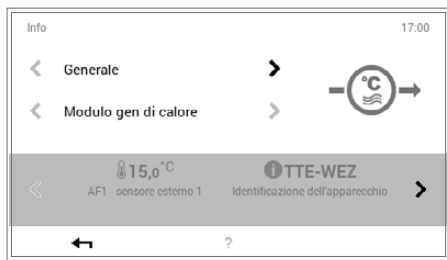 Info 17:00
Generale
°C
Modulo gen di calore
15,0°C TTE-WEZ
AF1 - sensore esterno 1 Identificazione dell'apparecchio
?